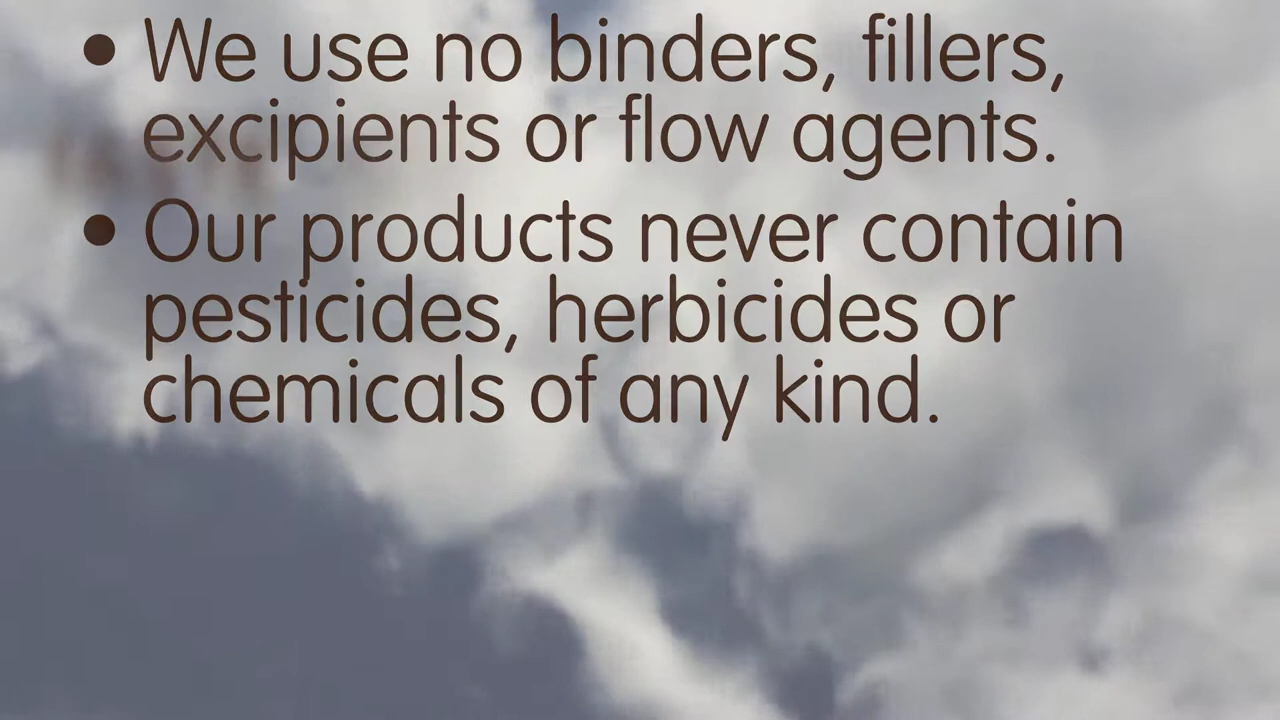 • We use no binders, fillers,
excipients or flow agents.
• Our products never contain
pesticides, herbicides or
chemicals of any kind.